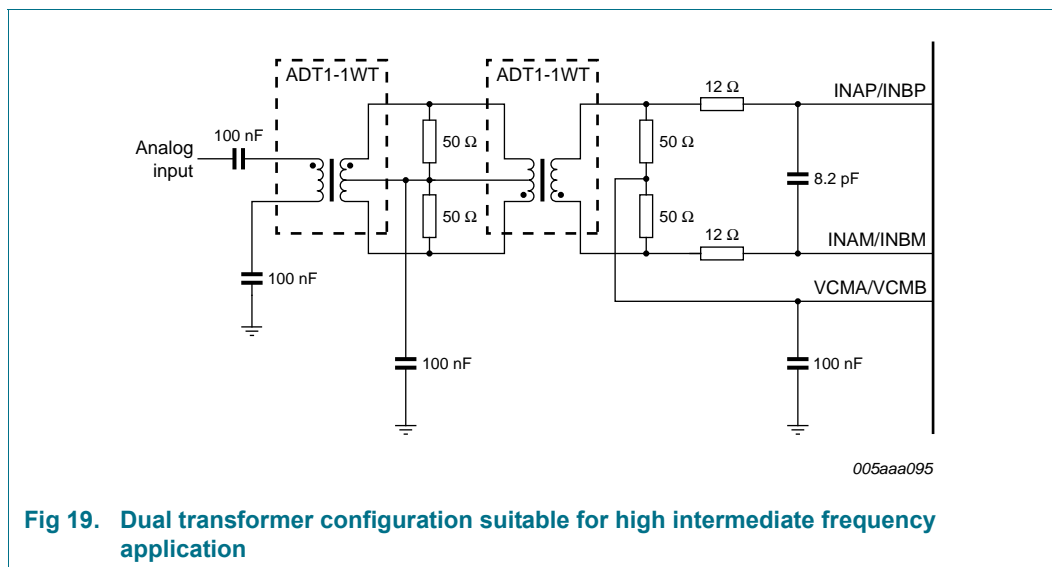 ADT1-1WT
ADT1-1WT
12 Ω
INAP/INBP
100 nF
50 Ω
50 Ω
Analog
input
8.2 pF
50 Ω
50 Ω
12 Ω
INAM/INBM
100 nF
VCMA/VCMB
100 nF
100 nF
005aaa095
Fig 19. Dual transformer configuration suitable for high intermediate frequency
application